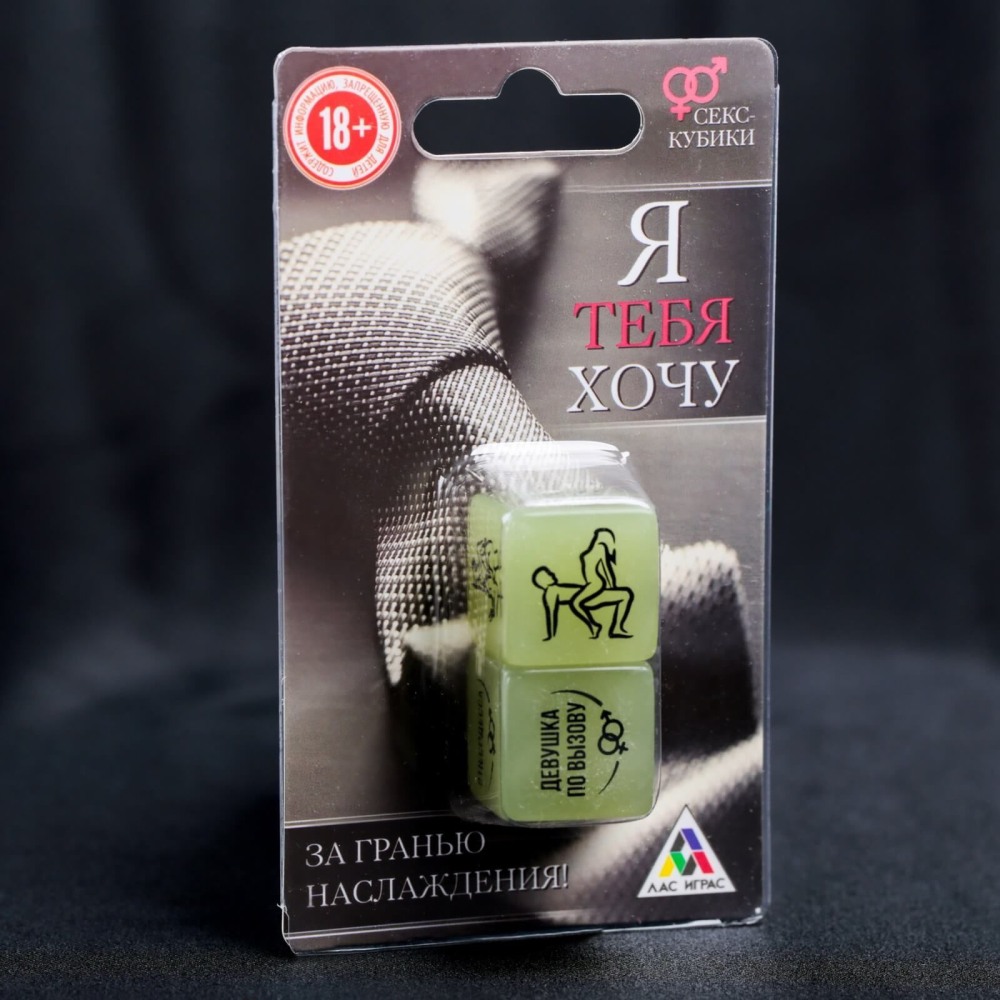 СОДЕРЖИТ ИНФОРМАЦИЮ, ЗАПРЕЩЕННУЮ ДЛЯ ДЕТЕЙ
18+
СЕКС-
КУБИКИ
Я
ТЕБЯ
ХОЧУ
ДЕВУШКА
ПО ВЫЗОВУ
ЗА ГРАНЬЮ
НАСЛАЖДЕНИЯ!
ЛАС ИГРАС